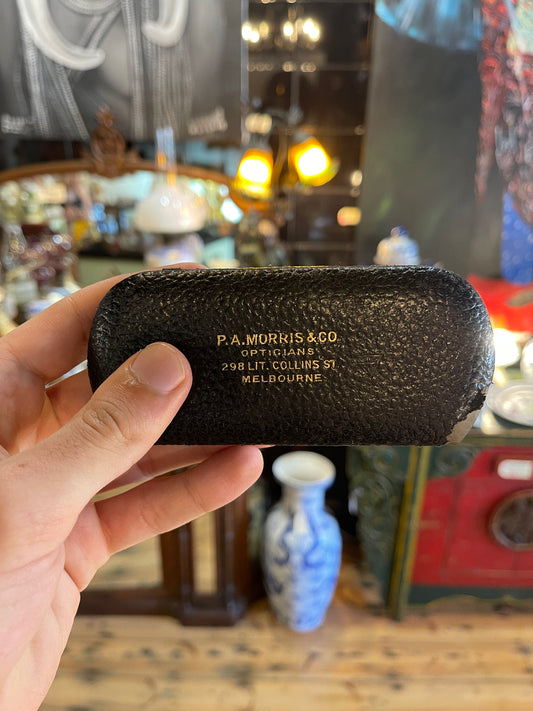 P.A.MORRIS & CO
OPTICIANS
298 LIT. COLLINS ST
MELBOURNE